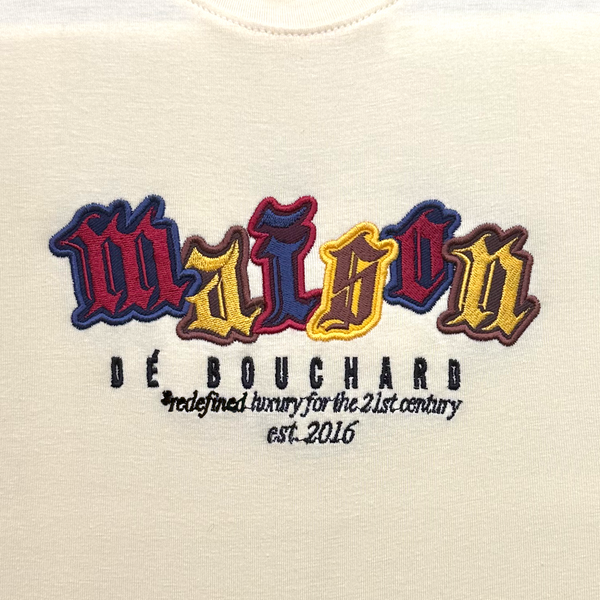 maison
DÉ BOUCHARD
*redefined luxury for the 21st century
est. 2016